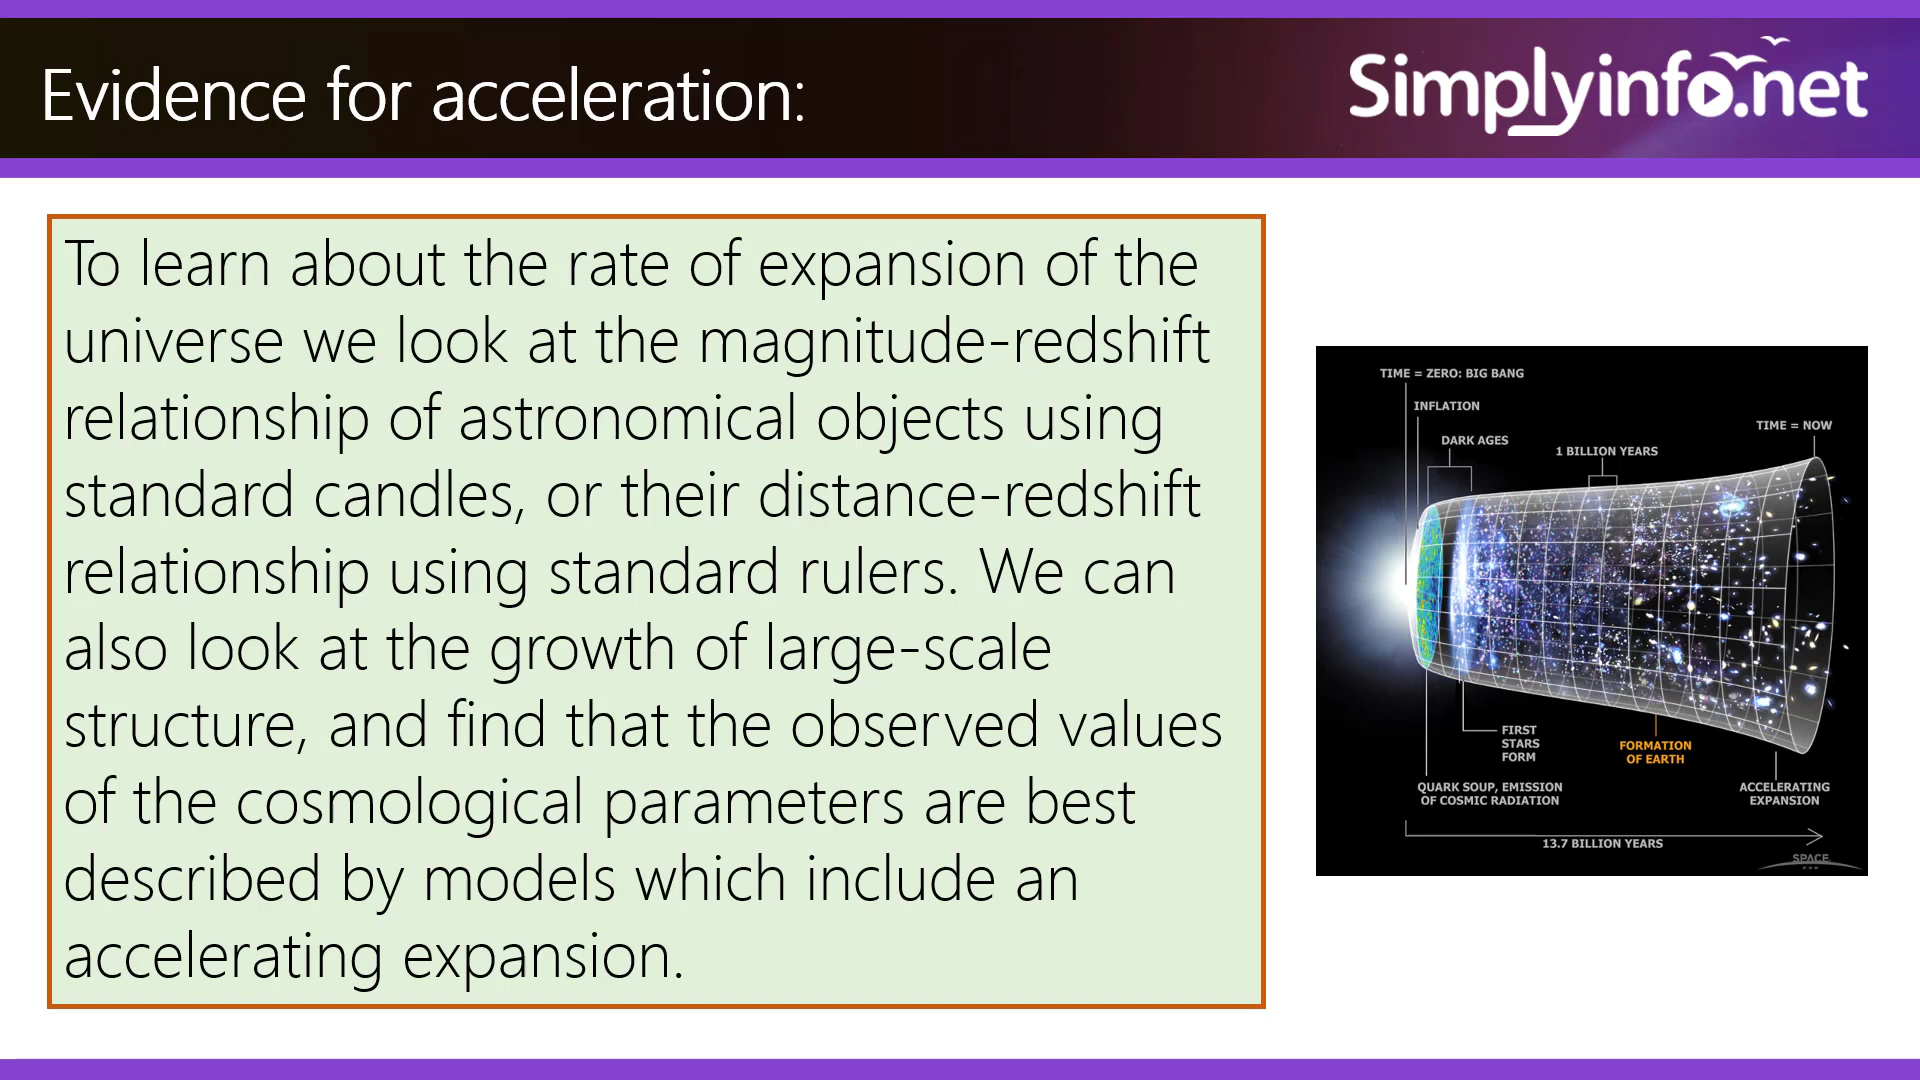 Evidence for acceleration:
Simplyinfo.net
To learn about the rate of expansion of the
universe we look at the magnitude-redshift
relationship of astronomical objects using
standard candles, or their distance-redshift
relationship using standard rulers. We can
also look at the growth of large-scale
structure, and find that the observed values
of the cosmological parameters are best
described by models which include an
accelerating expansion.
TIME = ZERO: BIG BANG
INFLATION
DARK AGES
1 BILLION YEARS
TIME = NOW
FIRST
STARS
FORM
FORMATION
OF EARTH
QUARK SOUP, EMISSION
OF COSMIC RADIATION
ACCELERATING
EXPANSION
13.7 BILLION YEARS
SPACE